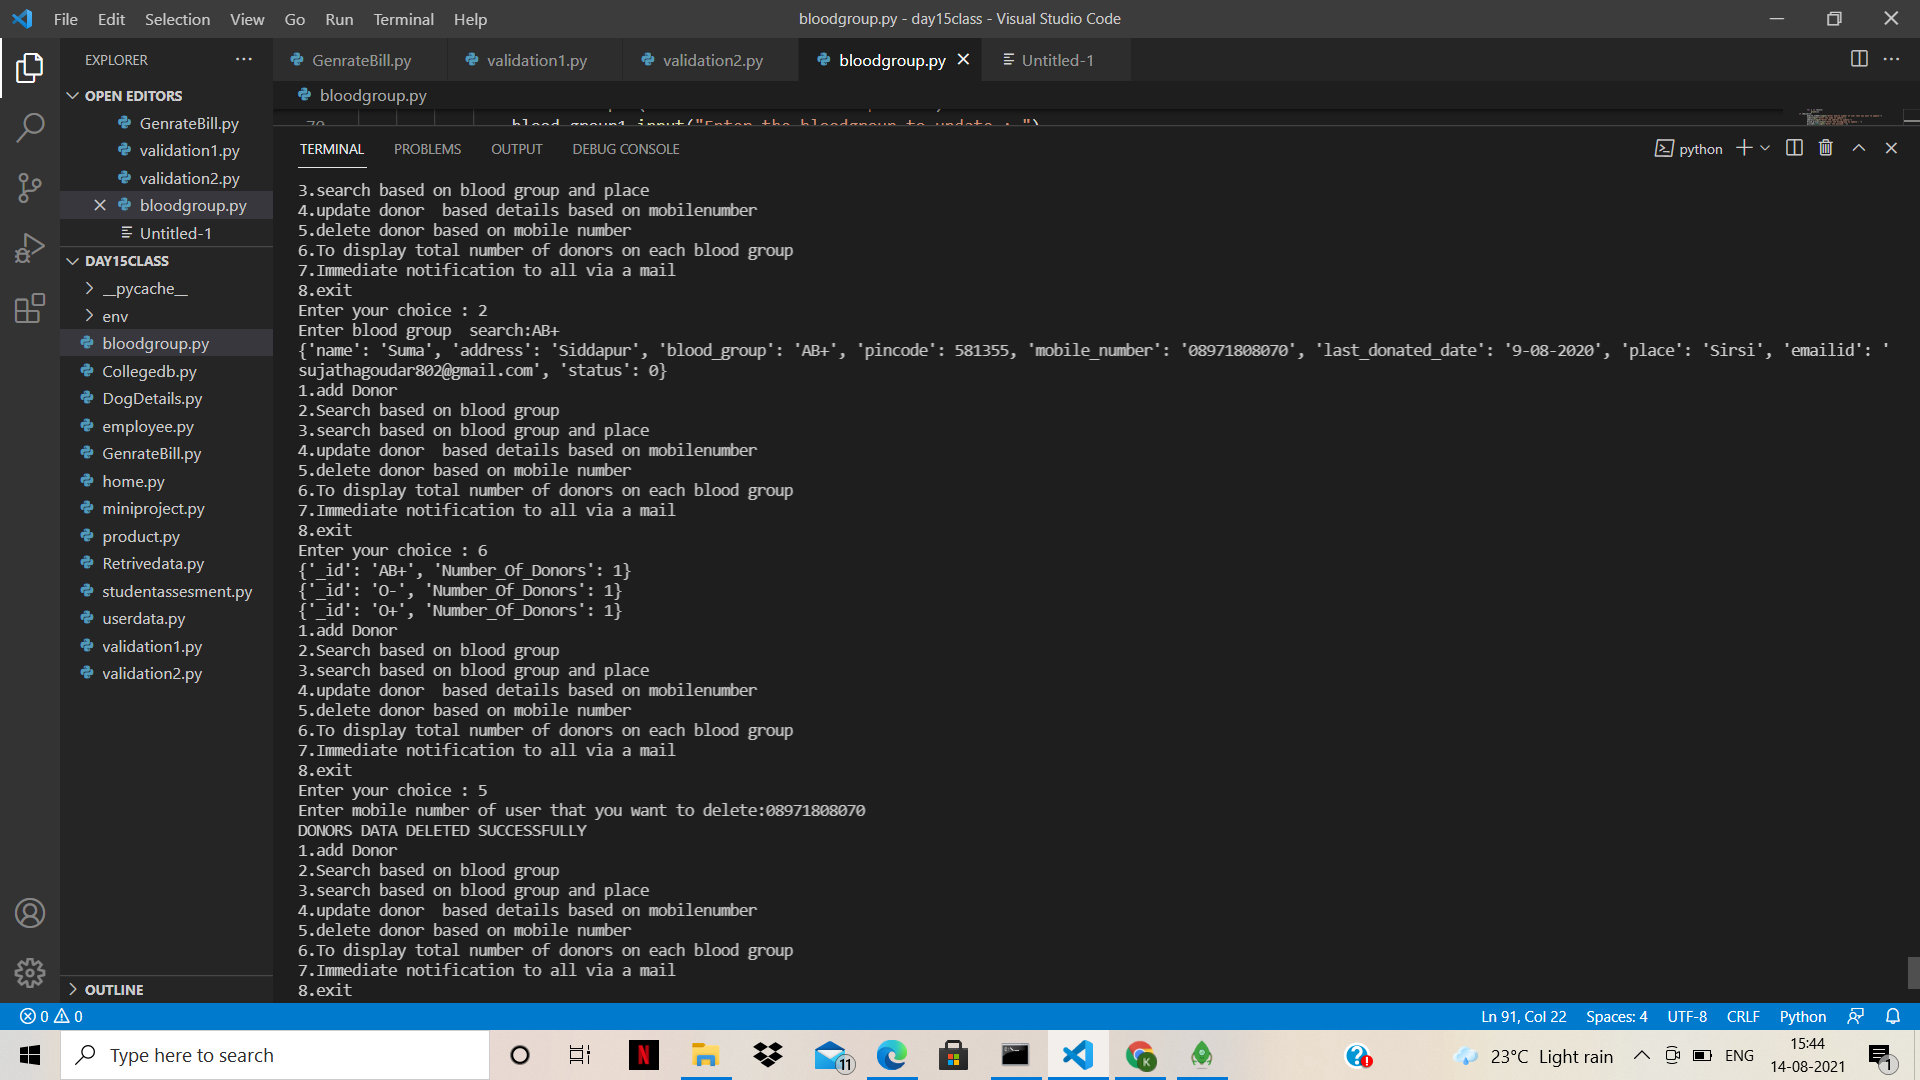 File Edit Selection View Go Run Terminal Help
bloodgroup.py - day15class - Visual Studio Code
EXPLORER
GenrateBill.py
validation1.py
validation2.py
bloodgroup.py
Untitled-1
OPEN EDITORS
GenrateBill.py
validation1.py
validation2.py
bloodgroup.py
Untitled-1
DAY15CLASS
__pycache__
env
bloodgroup.py
Collegedb.py
DogDetails.py
employee.py
GenrateBill.py
home.py
miniproject.py
product.py
Retrivedata.py
studentassesment.py
userdata.py
validation1.py
validation2.py
OUTLINE
bloodgroup.py
TERMINAL PROBLEMS OUTPUT DEBUG CONSOLE
python
3.search based on blood group and place
4.update donor  based details based on mobilenumber
5.delete donor based on mobile number
6.To display total number of donors on each blood group
7.Immediate notification to all via a mail
8.exit
Enter your choice : 2
Enter blood group  search:AB+
{'name': 'Suma', 'address': 'Siddapur', 'blood_group': 'AB+', 'pincode': 581355, 'mobile_number': '08971808070', 'last_donated_date': '9-08-2020', 'place': 'Sirsi', 'emailid': '
sujathagoudar802@gmail.com', 'status': 0}
1.add Donor
2.Search based on blood group
3.search based on blood group and place
4.update donor  based details based on mobilenumber
5.delete donor based on mobile number
6.To display total number of donors on each blood group
7.Immediate notification to all via a mail
8.exit
Enter your choice : 6
{'_id': 'AB+', 'Number_Of_Donors': 1}
{'_id': 'O-', 'Number_Of_Donors': 1}
{'_id': 'O+', 'Number_Of_Donors': 1}
1.add Donor
2.Search based on blood group
3.search based on blood group and place
4.update donor  based details based on mobilenumber
5.delete donor based on mobile number
6.To display total number of donors on each blood group
7.Immediate notification to all via a mail
8.exit
Enter your choice : 5
Enter mobile number of user that you want to delete:08971808070
DONORS DATA DELETED SUCCESSFULLY
1.add Donor
2.Search based on blood group
3.search based on blood group and place
4.update donor  based details based on mobilenumber
5.delete donor based on mobile number
6.To display total number of donors on each blood group
7.Immediate notification to all via a mail
8.exit
0 0
Ln 91, Col 22 Spaces: 4 UTF-8 CRLF Python
Type here to search
11
23°C Light rain
ENG
15:44
14-08-2021
1